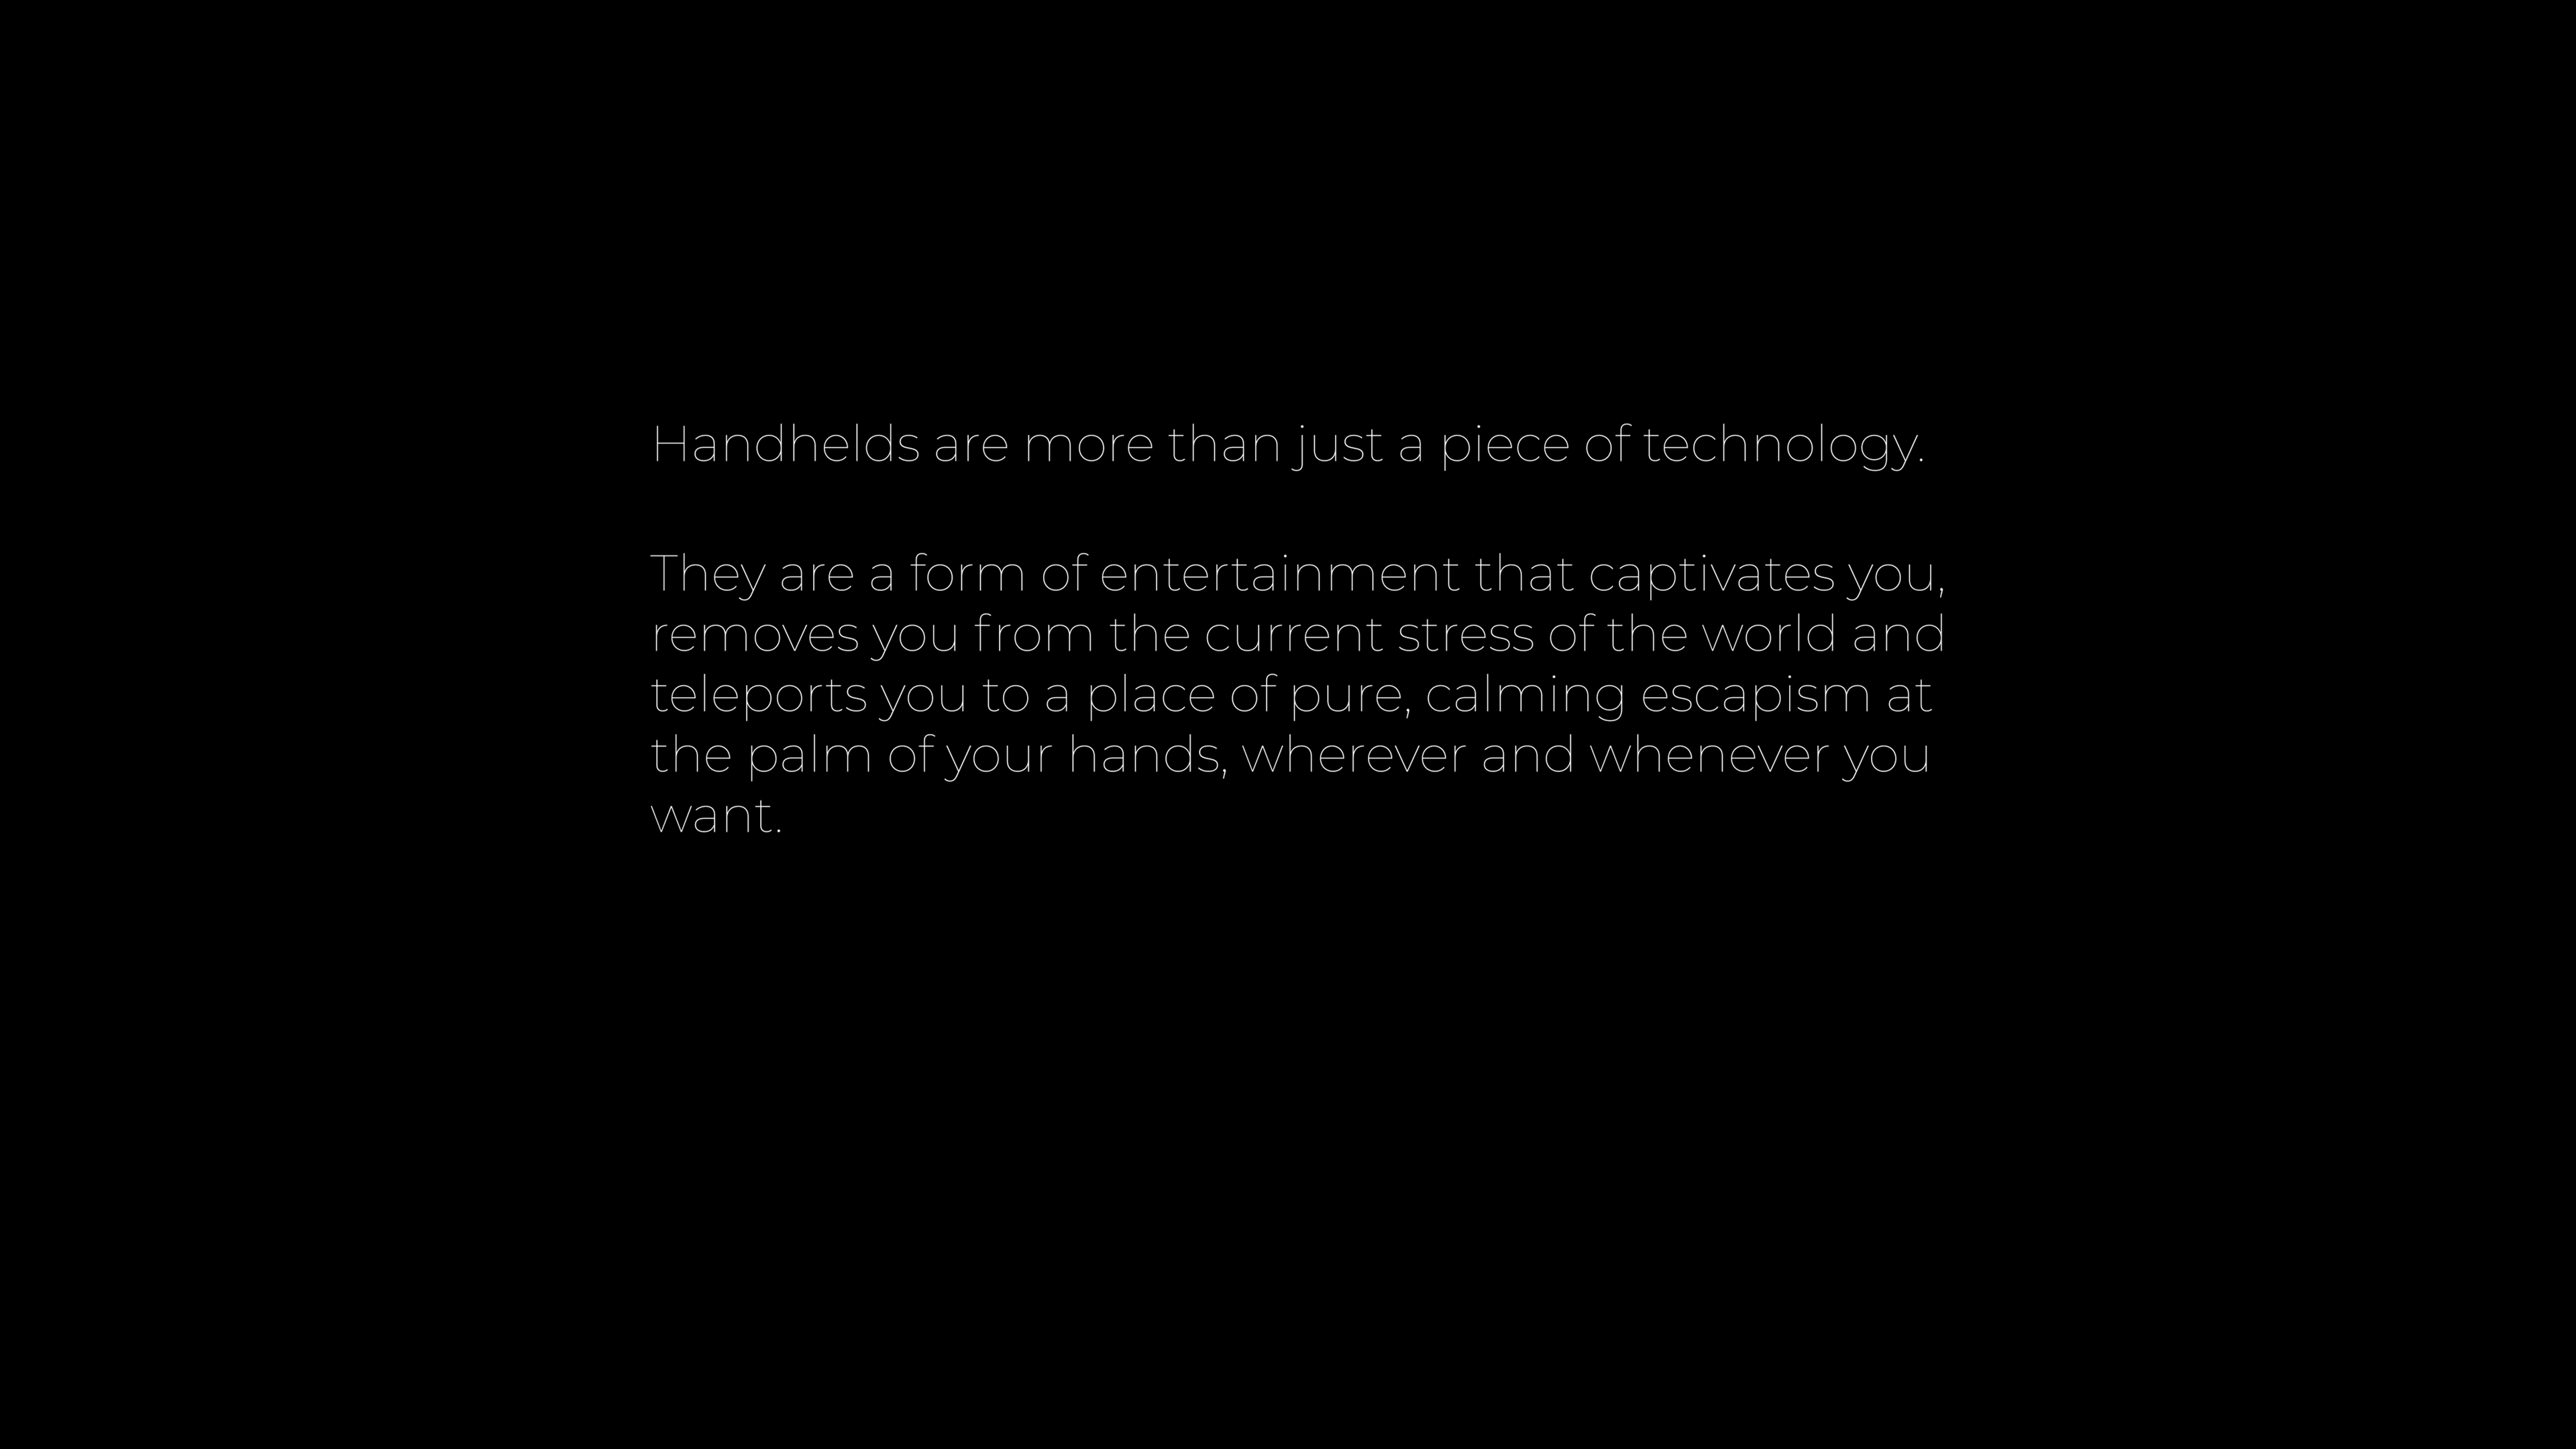 Handhelds are more than just a piece of technology.
They are a form of entertainment that captivates you,
removes you from the current stress of the world and
teleports you to a place of pure, calming escapism at
the palm of your hands, wherever and whenever you
want.